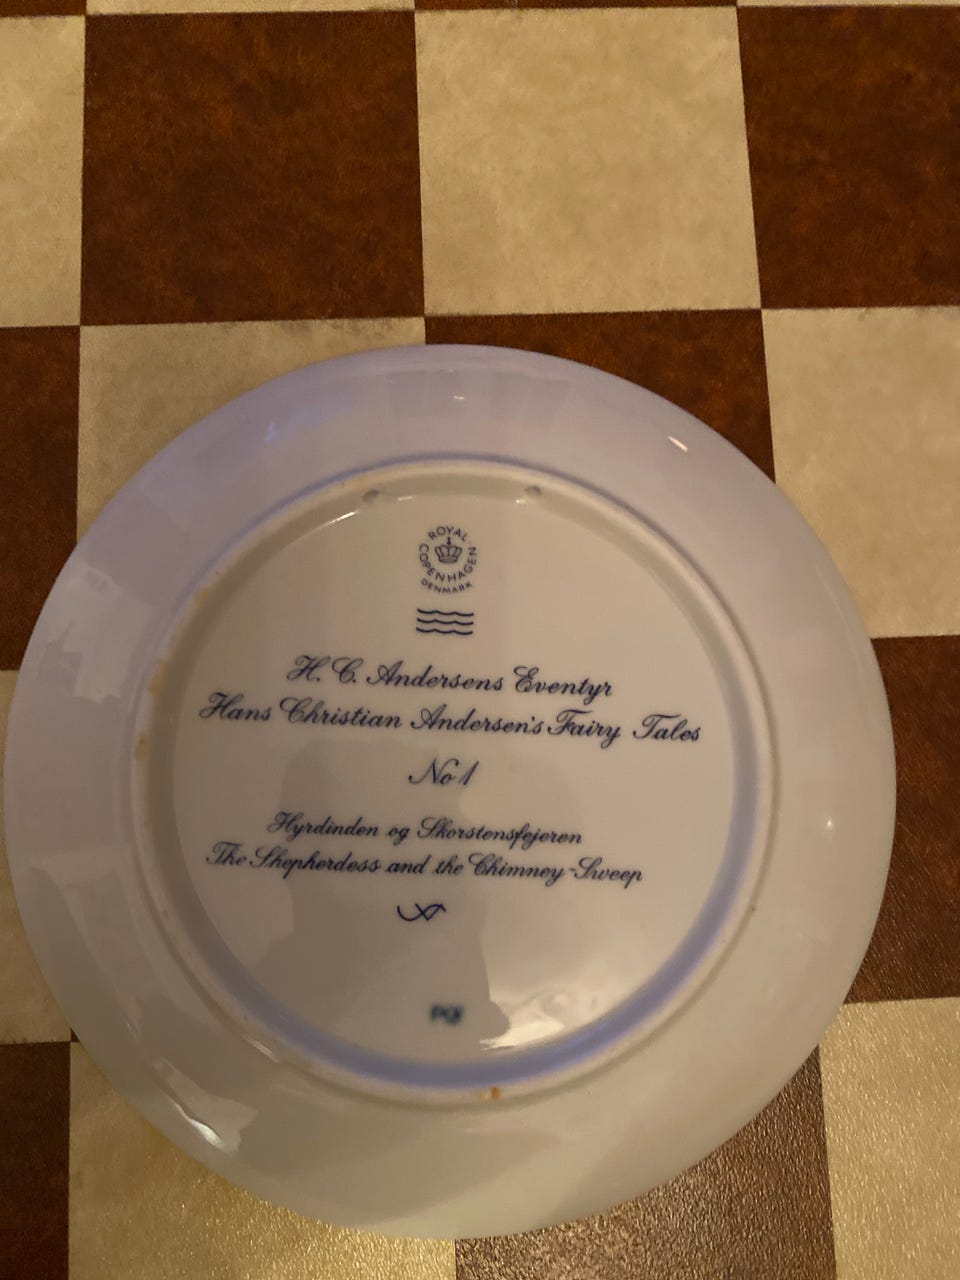 ROYAL COPENHAGEN
DENMARK
H. C. Andersens Eventyr
Hans Christian Andersen's Fairy Tales
No 1
Hyrdinden og Skorstensfejeren
The Shepherdess and the Chimney-Sweep